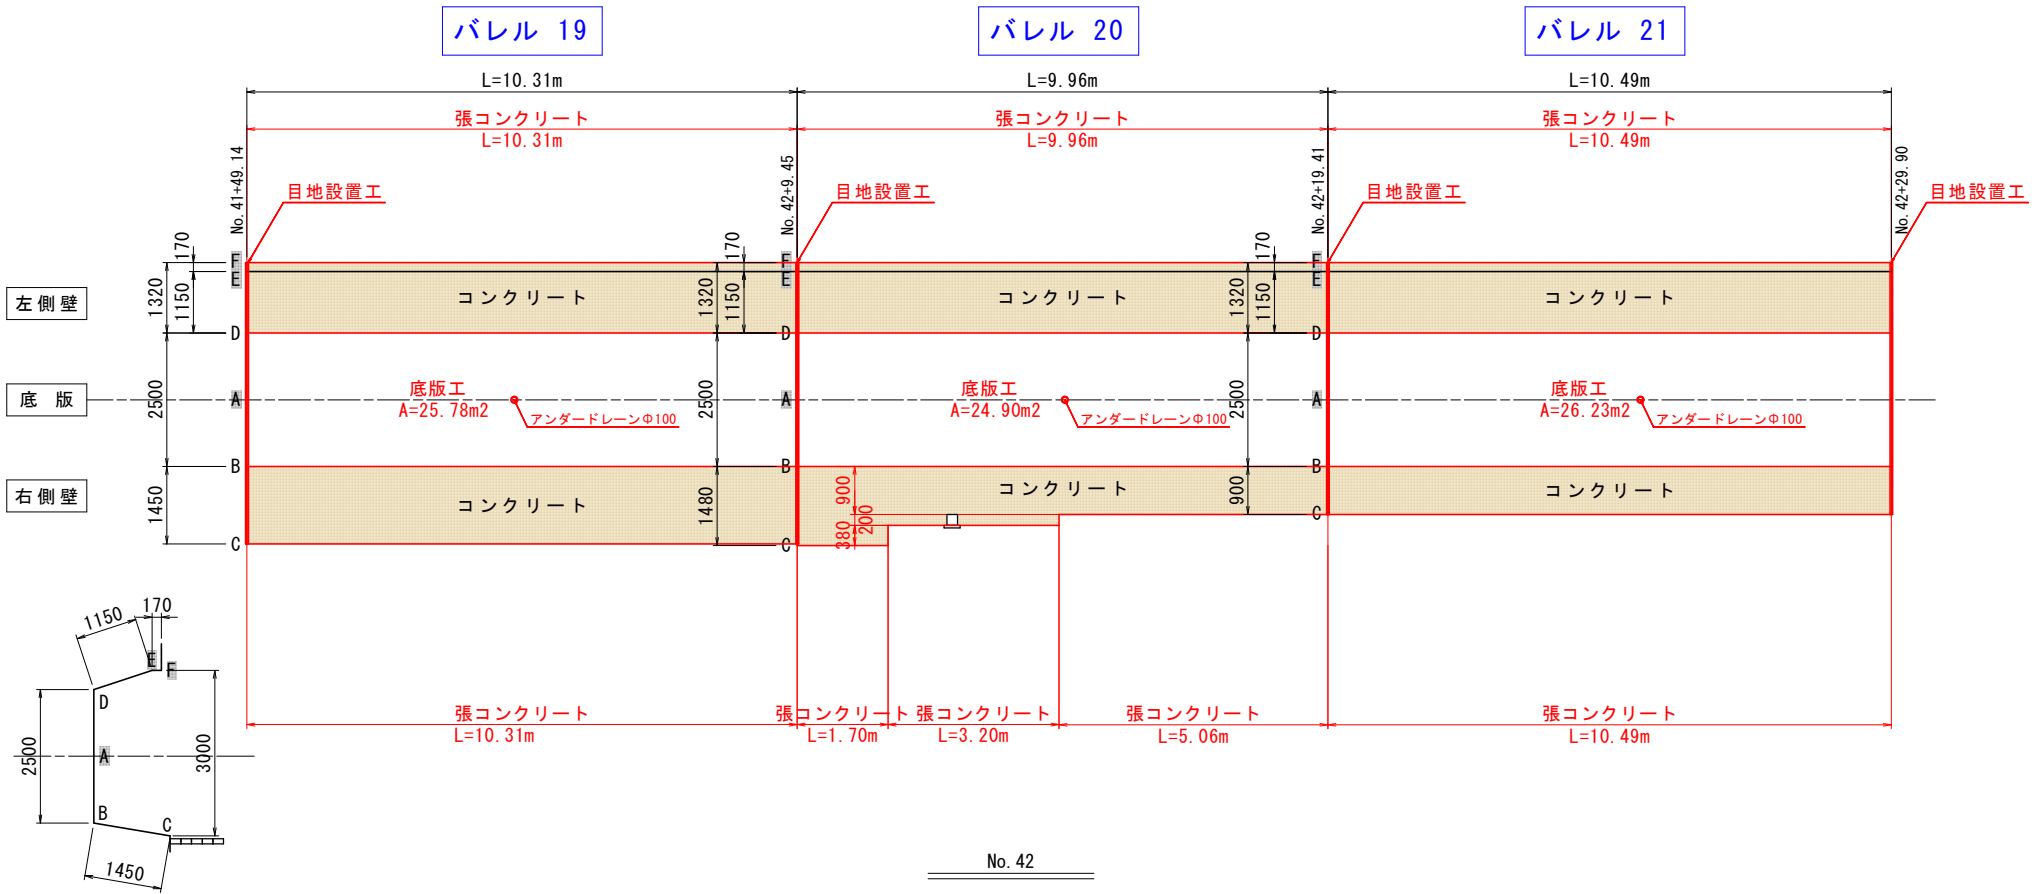 バレル 19
バレル 20
バレル 21
L=10.31m
L=9.96m
L=10.49m
張コンクリート
L=10.31m
張コンクリート
L=9.96m
張コンクリート
L=10.49m
No.41+49.14
No.42+9.45
No.42+19.41
No.42+29.90
目地設置工
目地設置工
目地設置工
目地設置工
170
170
170
F
F
F
E
E
E
左側壁
1320
1150
コンクリート
1320
1150
コンクリート
1320
1150
コンクリート
D
D
D
底 版
2500
A
底版工
A=25.78m2
アンダードレーンΦ100
2500
A
底版工
A=24.90m2
アンダードレーンΦ100
2500
A
底版工
A=26.23m2
アンダードレーンΦ100
B
B
B
右側壁
1450
コンクリート
1480
900
200
380
コンクリート
900
コンクリート
C
C
C
張コンクリート
L=10.31m
張コンクリート
L=1.70m
張コンクリート
L=3.20m
張コンクリート
L=5.06m
張コンクリート
L=10.49m
170
1150
E
F
D
2500
A
3000
B
C
1450
No.42